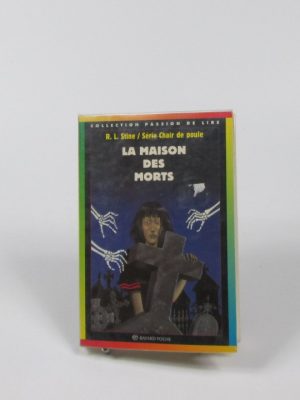 COLLECTION PASSION DE LIRE
R. L. Stine / Série Chair de poule
LA MAISON
DES
MORTS
BAYARD POCHE